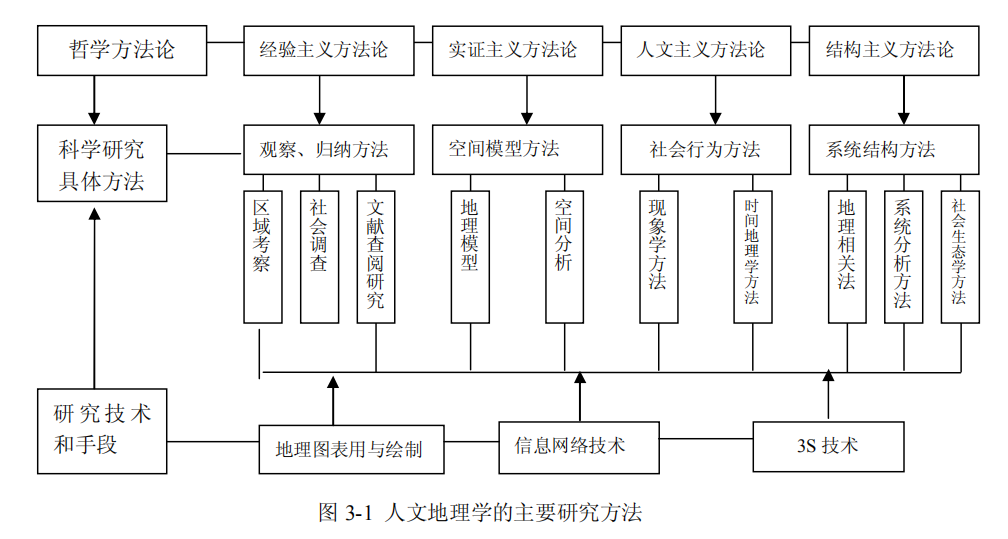 哲学方法论
经验主义方法论
实证主义方法论
人文主义方法论
结构主义方法论
科学研究
具体方法
观察、归纳方法
空间模型方法
社会行为方法
系统结构方法
区域考察
社会调查
文献查阅研究
地理模型
空间分析
现象学方法
时间地理学方法
地理相关法
系统分析方法
社会生态学方法
研究技术
和手段
地理图表用与绘制
信息网络技术
3S 技术
图 3-1 人文地理学的主要研究方法